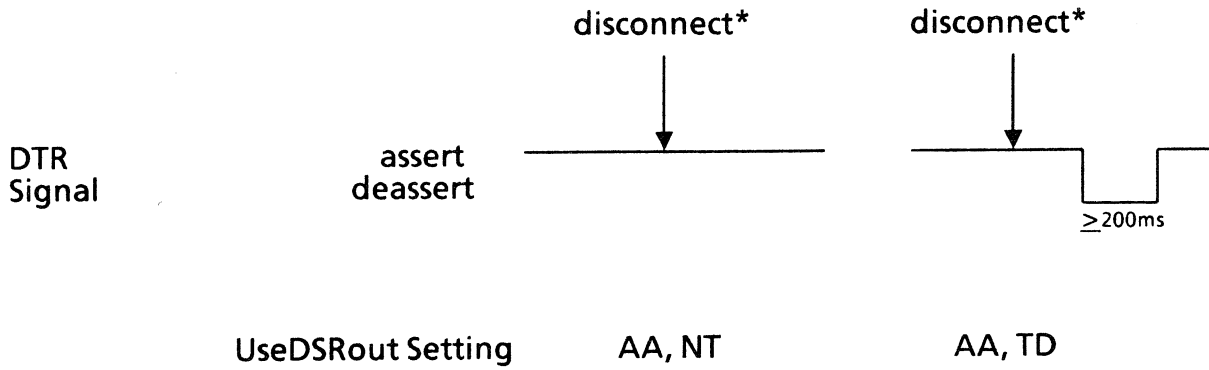 disconnect* disconnect*
DTR assert
Signal deassert
≥200ms
UseDSRout Setting AA, NT AA, TD